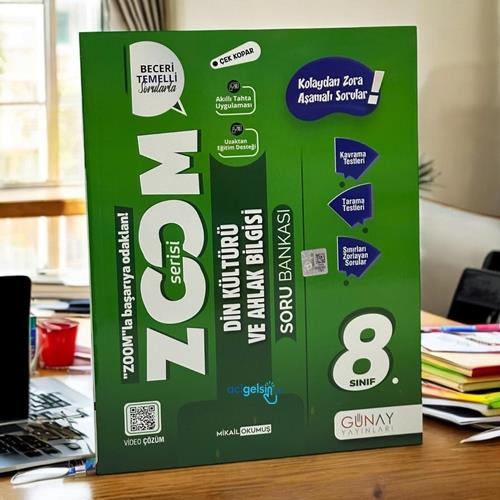 BECERİ
TEMELLİ
Sorularla
ÇEK KOPAR
Akıllı Tahta
Uygulaması
Uzaktan
Eğitim Desteği
Kolaydan Zora
Aşamalı Sorular!
Kavrama
Testleri
Tarama
Testleri
Sınırları
Zorlayan
Sorular
"ZOOM"la başarıya odaklan!
ZOOM
serisi
DİN KÜLTÜRÜ
VE AHLAK BİLGİSİ
SORU BANKASI
8.
SINIF
acigelsin
VİDEO ÇÖZÜM
MİKAİL OKUMUŞ
GÜNAY
YAYINLARI